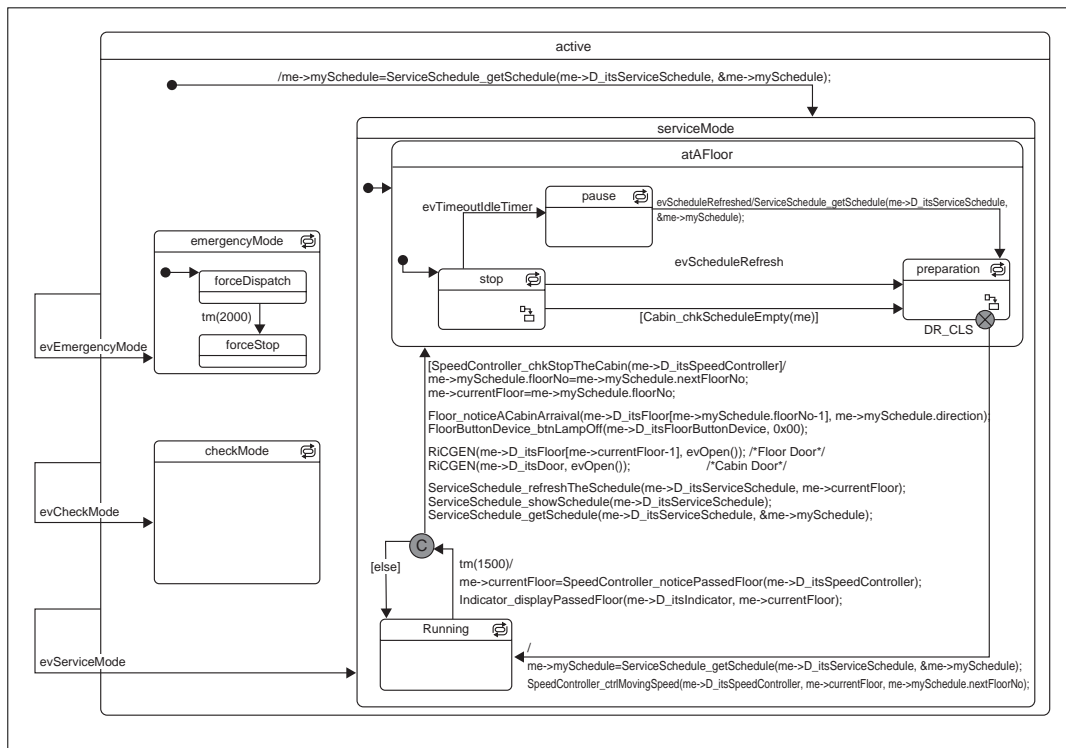 active
/me->mySchedule=ServiceSchedule_getSchedule(me->D_itsServiceSchedule, &me->mySchedule);
serviceMode
atAFloor
pause
evTimeoutIdleTimer
evScheduleRefreshed/ServiceSchedule_getSchedule(me->D_itsServiceSchedule,
&me->mySchedule);
emergencyMode
forceDispatch
tm(2000)
forceStop
evEmergencyMode
stop
evScheduleRefresh
preparation
[Cabin_chkScheduleEmpty(me)]
DR_CLS
[SpeedController_chkStopTheCabin(me->D_itsSpeedController]/
me->mySchedule.floorNo=me->mySchedule.nextFloorNo;
me->currentFloor=me->mySchedule.floorNo;
Floor_noticeACabinArraival(me->D_itsFloor[me->mySchedule.floorNo-1], me->mySchedule.direction);
FloorButtonDevice_btnLampOff(me->D_itsFloorButtonDevice, 0x00);
RiCGEN(me->D_itsFloor[me->currentFloor-1], evOpen()); /*Floor Door*/
RiCGEN(me->D_itsDoor, evOpen()); /*Cabin Door*/
ServiceSchedule_refreshTheSchedule(me->D_itsServiceSchedule, me->currentFloor);
ServiceSchedule_showSchedule(me->D_itsServiceSchedule);
ServiceSchedule_getSchedule(me->D_itsServiceSchedule, &me->mySchedule);
checkMode
evCheckMode
C
[else]
tm(1500)/
me->currentFloor=SpeedController_noticePassedFloor(me->D_itsSpeedController);
Indicator_displayPassedFloor(me->D_itsIndicator, me->currentFloor);
Running
evServiceMode
/
me->mySchedule=ServiceSchedule_getSchedule(me->D_itsServiceSchedule, &me->mySchedule);
SpeedController_ctrlMovingSpeed(me->D_itsSpeedController, me->currentFloor, me->mySchedule.nextFloorNo);